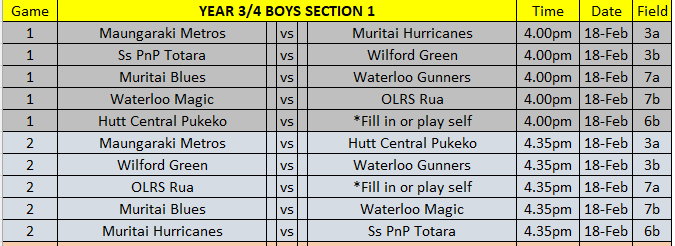 Game YEAR 3/4 BOYS SECTION 1 Time Date Field
1 Maungaraki Metros vs Muritai Hurricanes 4.00pm 18-Feb 3a
1 Ss PnP Totara vs Wilford Green 4.00pm 18-Feb 3b
1 Muritai Blues vs Waterloo Gunners 4.00pm 18-Feb 7a
1 Waterloo Magic vs OLRS Rua 4.00pm 18-Feb 7b
1 Hutt Central Pukeko vs *Fill in or play self 4.00pm 18-Feb 6b
2 Maungaraki Metros vs Hutt Central Pukeko 4.35pm 18-Feb 3a
2 Wilford Green vs Waterloo Gunners 4.35pm 18-Feb 3b
2 OLRS Rua vs *Fill in or play self 4.35pm 18-Feb 7a
2 Muritai Blues vs Waterloo Magic 4.35pm 18-Feb 7b
2 Muritai Hurricanes vs Ss PnP Totara 4.35pm 18-Feb 6b